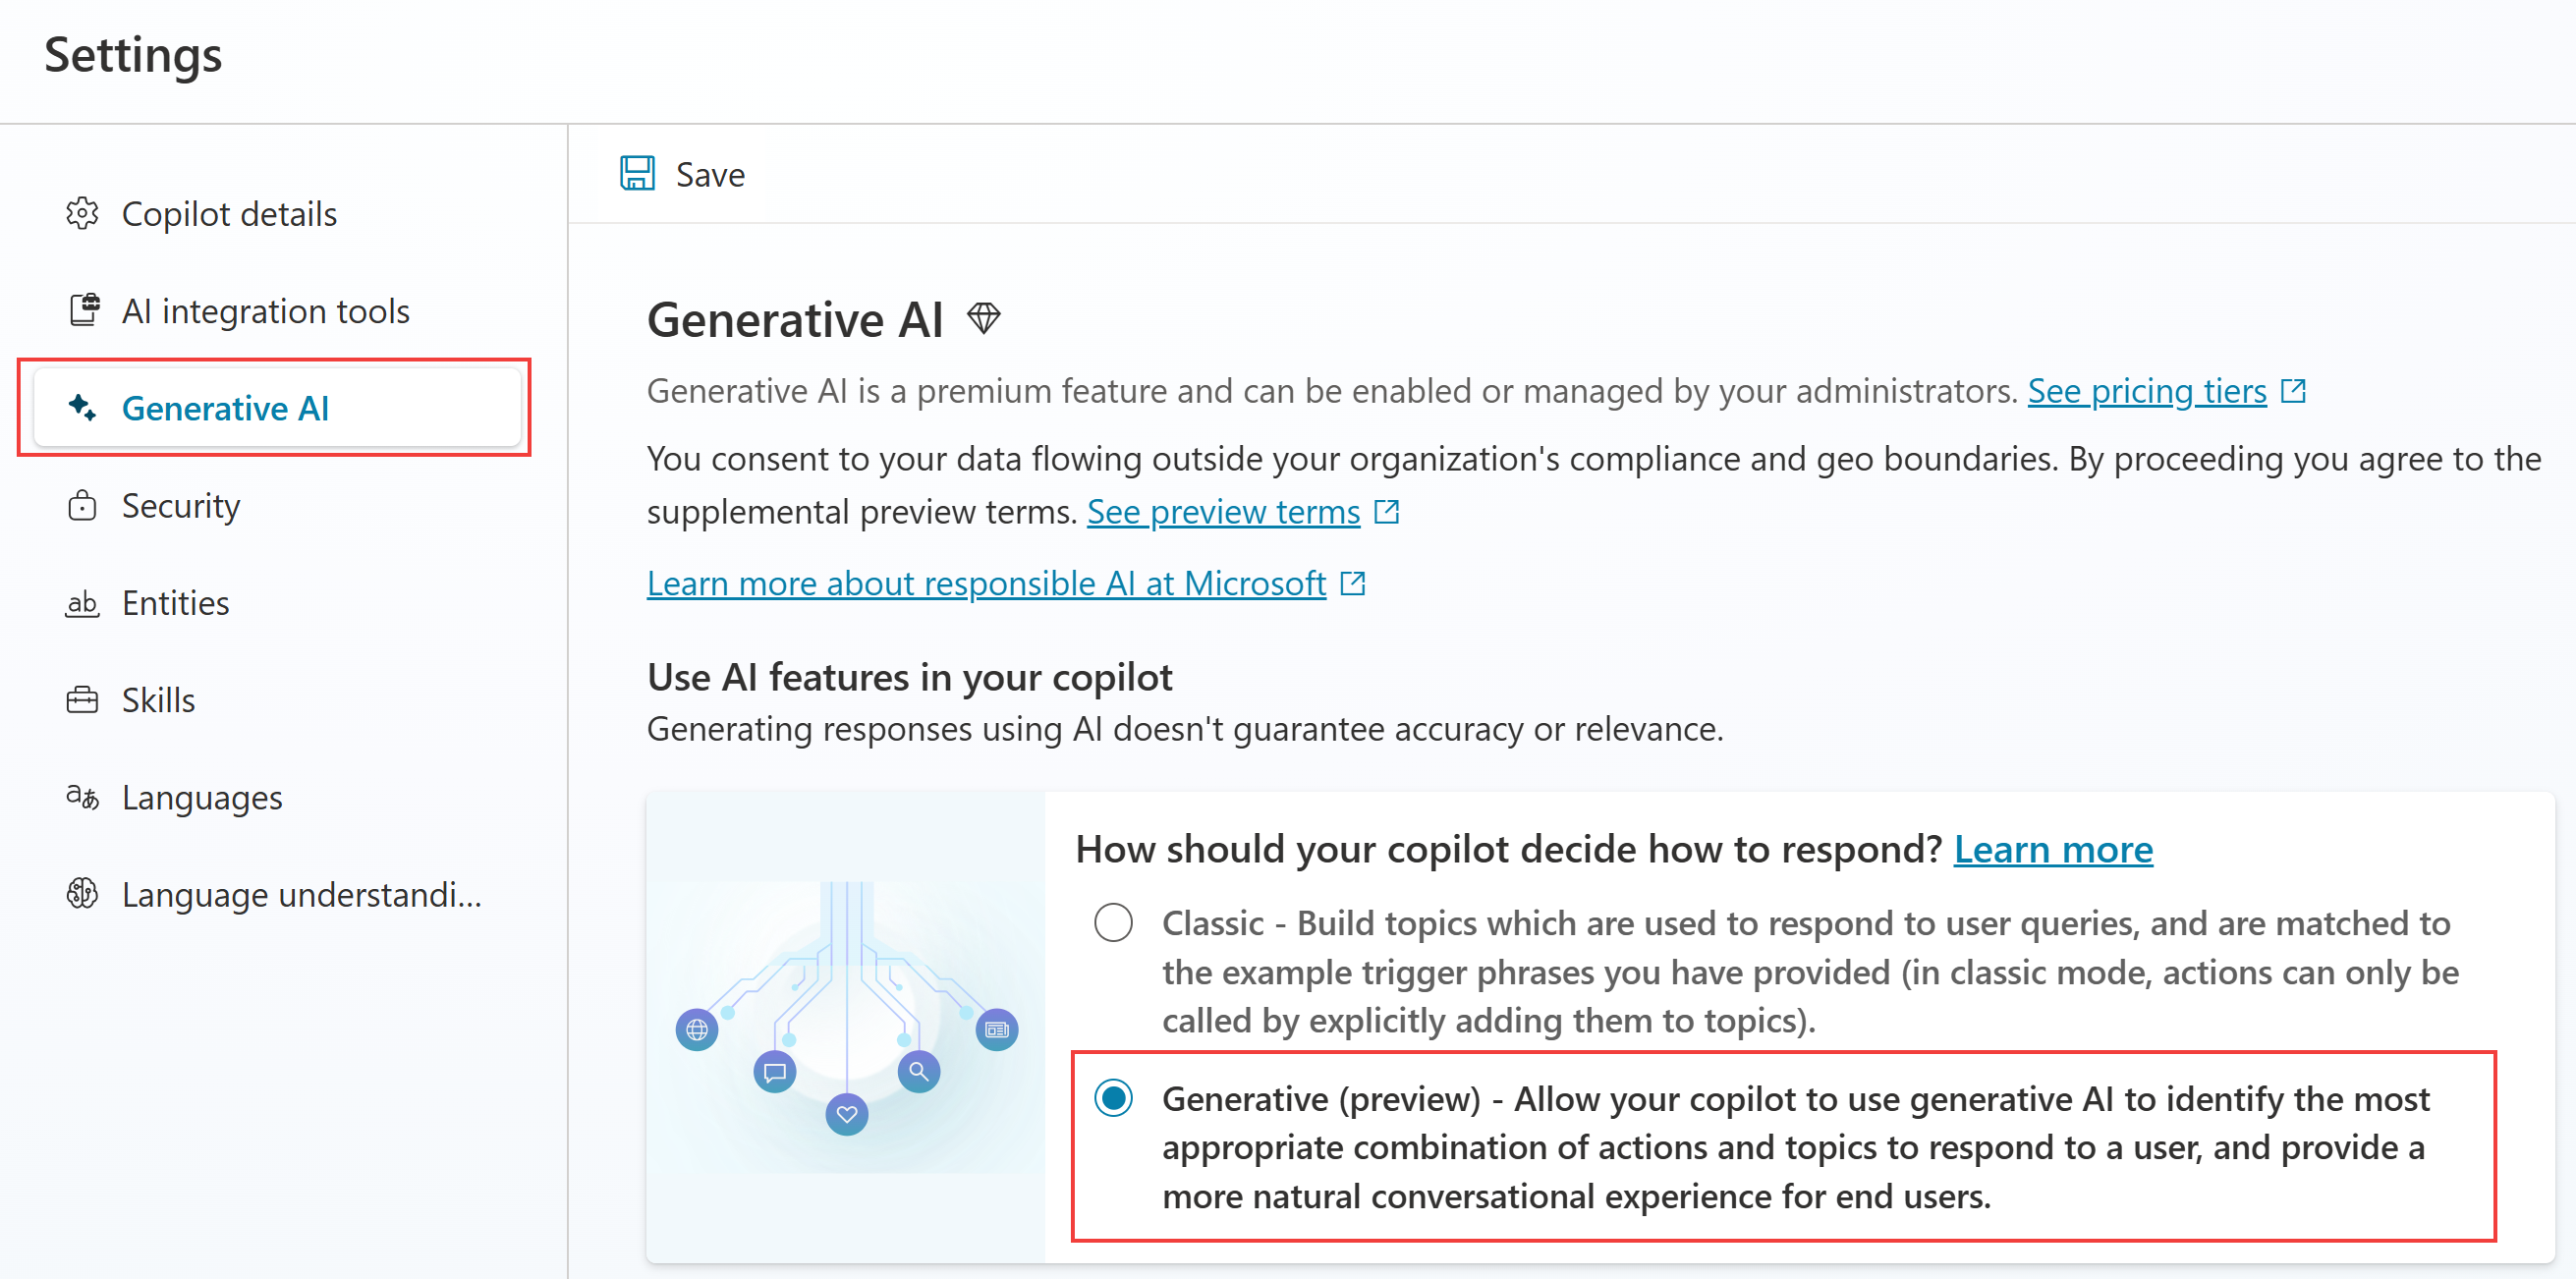 Settings
Save
Copilot details
AI integration tools
Generative AI
Security
ab Entities
Skills
aあ Languages
Language understandi...
Generative AI
Generative AI is a premium feature and can be enabled or managed by your administrators. See pricing tiers
You consent to your data flowing outside your organization's compliance and geo boundaries. By proceeding you agree to the
supplemental preview terms. See preview terms
Learn more about responsible AI at Microsoft
Use AI features in your copilot
Generating responses using AI doesn't guarantee accuracy or relevance.
How should your copilot decide how to respond? Learn more
Classic - Build topics which are used to respond to user queries, and are matched to
the example trigger phrases you have provided (in classic mode, actions can only be
called by explicitly adding them to topics).
Generative (preview) - Allow your copilot to use generative AI to identify the most
appropriate combination of actions and topics to respond to a user, and provide a
more natural conversational experience for end users.